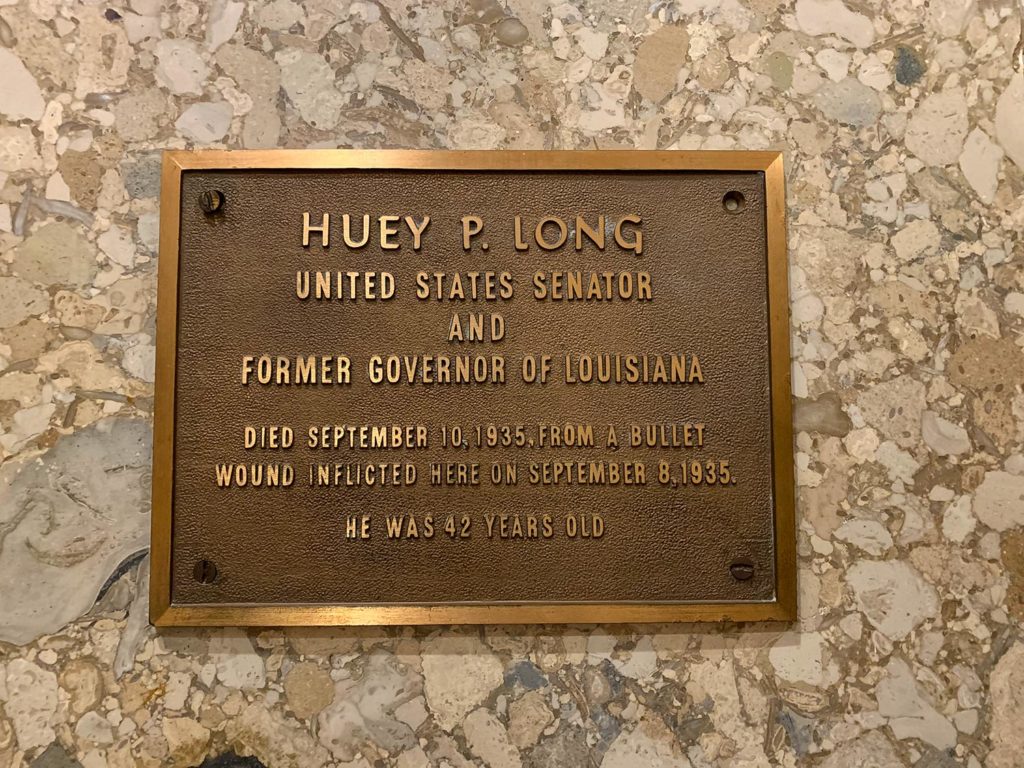 HUEY P. LONG
UNITED STATES SENATOR
AND
FORMER GOVERNOR OF LOUISIANA
DIED SEPTEMBER 10, 1935, FROM A BULLET
WOUND INFLICTED HERE ON SEPTEMBER 8, 1935.
HE WAS 42 YEARS OLD